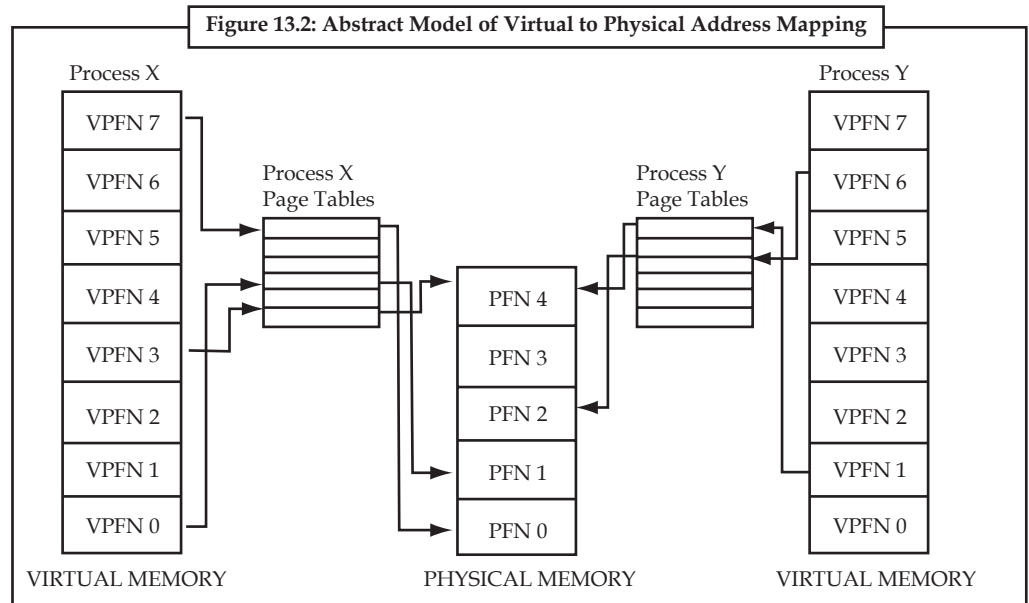 Figure 13.2: Abstract Model of Virtual to Physical Address Mapping
Process X
VPFN 7
VPFN 6
VPFN 5
VPFN 4
VPFN 3
VPFN 2
VPFN 1
VPFN 0
VIRTUAL MEMORY
Process X
Page Tables
PFN 4
PFN 3
PFN 2
PFN 1
PFN 0
PHYSICAL MEMORY
Process Y
Page Tables
Process Y
VPFN 7
VPFN 6
VPFN 5
VPFN 4
VPFN 3
VPFN 2
VPFN 1
VPFN 0
VIRTUAL MEMORY